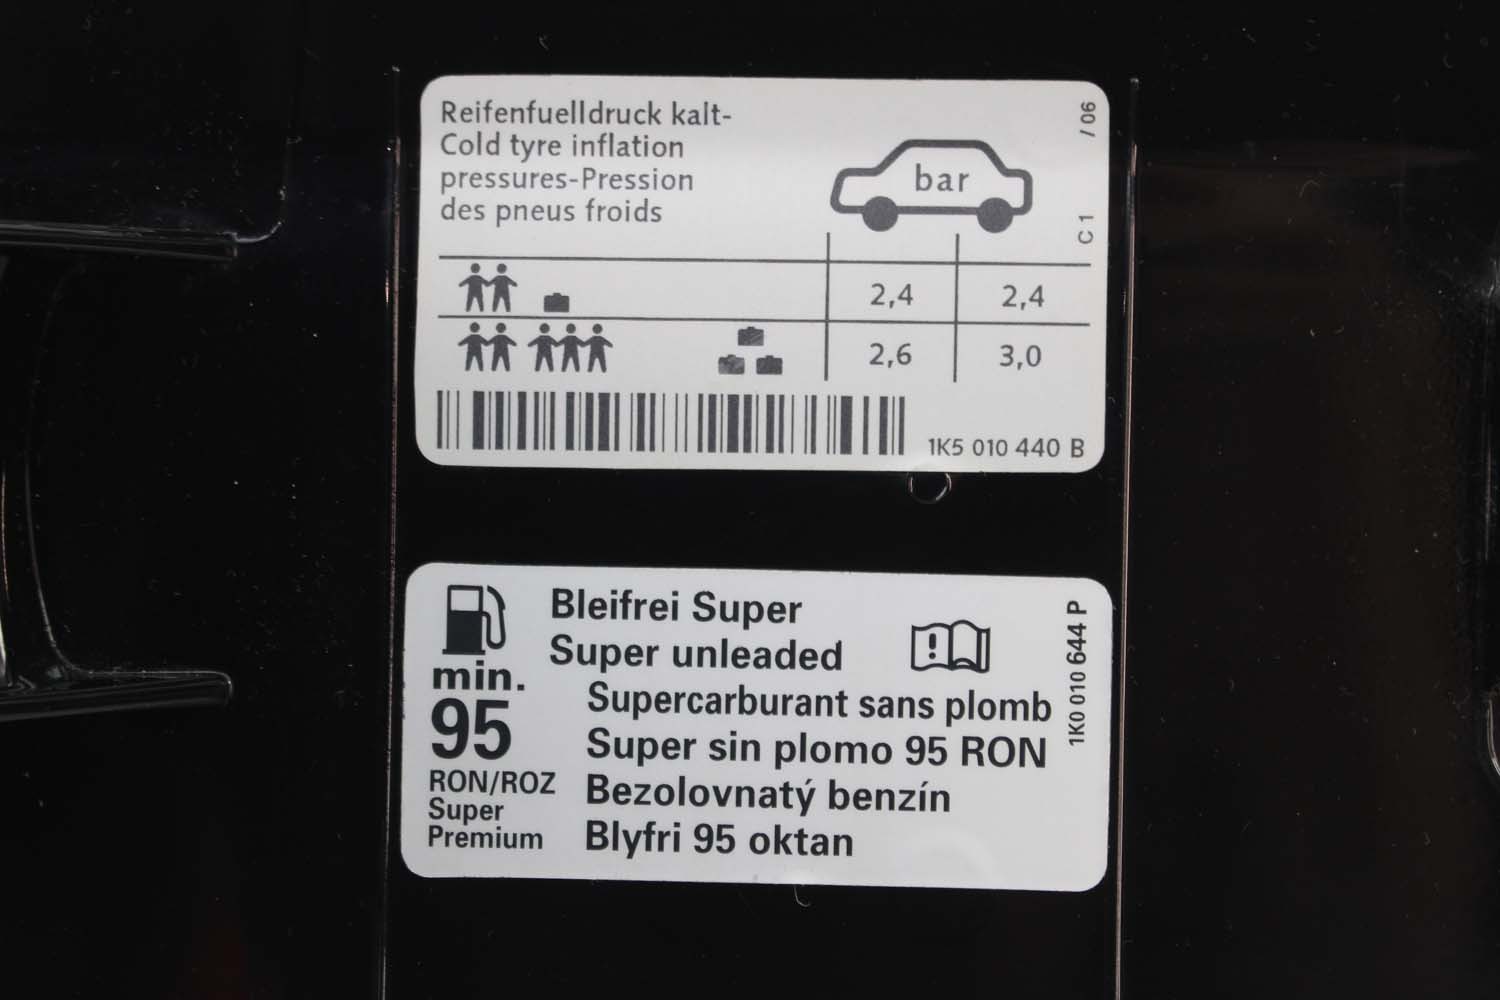 Reifenfuelldruck kalt-
Cold tyre inflation
pressures-Pression
des pneus froids
bar
C 1 / 06
2,4 2,4
2,6 3,0
1K5 010 440 B
min.
95
RON/ROZ
Super
Premium
Bleifrei Super
Super unleaded
Supercarburant sans plomb
Super sin plomo 95 RON
Bezolovnatý benzín
Blyfri 95 oktan
!
1K0 010 644 P